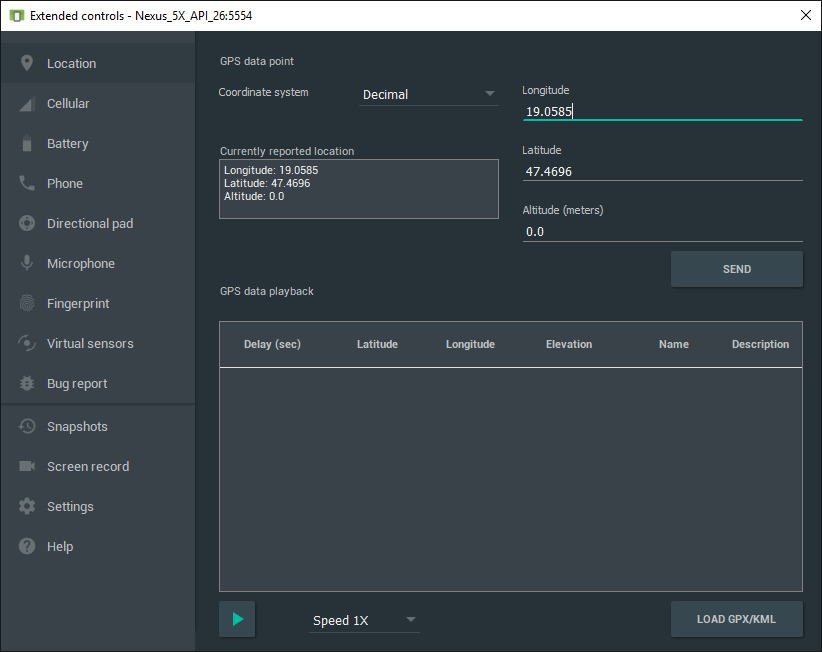 Extended controls - Nexus_5X_API_26:5554
Location
Cellular
Battery
Phone
Directional pad
Microphone
Fingerprint
Virtual sensors
Bug report
Snapshots
Screen record
Settings
Help
GPS data point
Coordinate system
Decimal
Longitude
19.0585
Currently reported location
Longitude: 19.0585
Latitude: 47.4696
Altitude: 0.0
Latitude
47.4696
Altitude (meters)
0.0
SEND
GPS data playback
Delay (sec) Latitude Longitude Elevation Name Description
Speed 1X
LOAD GPX/KML